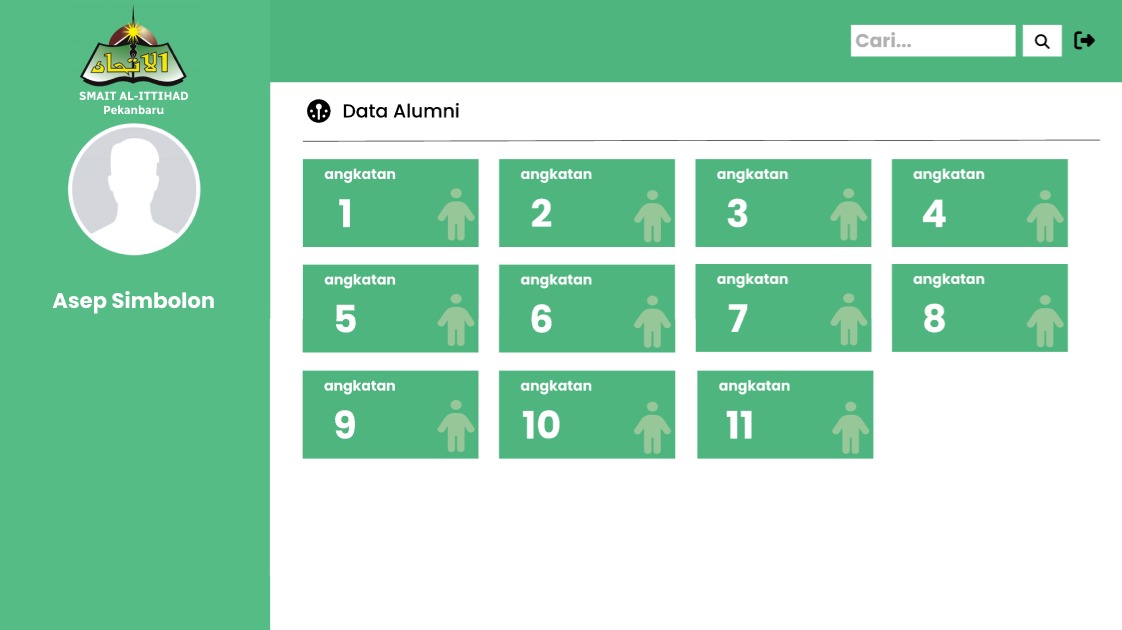 الاتحاد
SMAIT AL-ITTIHAD
Pekanbaru
Asep Simbolon
Cari...
Data Alumni
angkatan
1
angkatan
2
angkatan
3
angkatan
4
angkatan
5
angkatan
6
angkatan
7
angkatan
8
angkatan
9
angkatan
10
angkatan
11